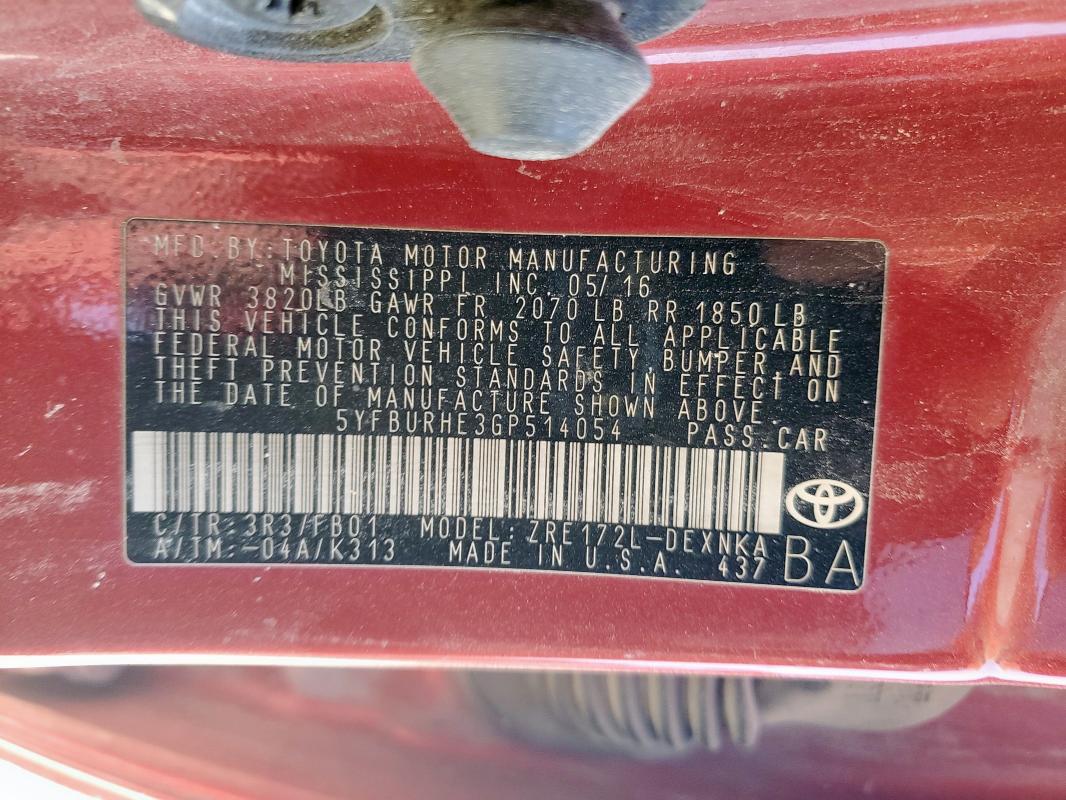 MFD. BY: TOYOTA MOTOR MANUFACTURING
MISSISSIPPI, INC. 05/16
GVWR 3820LB GAWR FR 2070 LB RR 1850 LB
THIS VEHICLE CONFORMS TO ALL APPLICABLE
FEDERAL MOTOR VEHICLE SAFETY, BUMPER, AND
THEFT PREVENTION STANDARDS IN EFFECT ON
THE DATE OF MANUFACTURE SHOWN ABOVE.
5YFBURHE3GP514054 PASS. CAR
C/TR: 3R3/FB01 MODEL: ZRE172L-DEXNKA
A/TM: -04A/K313 MADE IN U.S.A. 437 BA